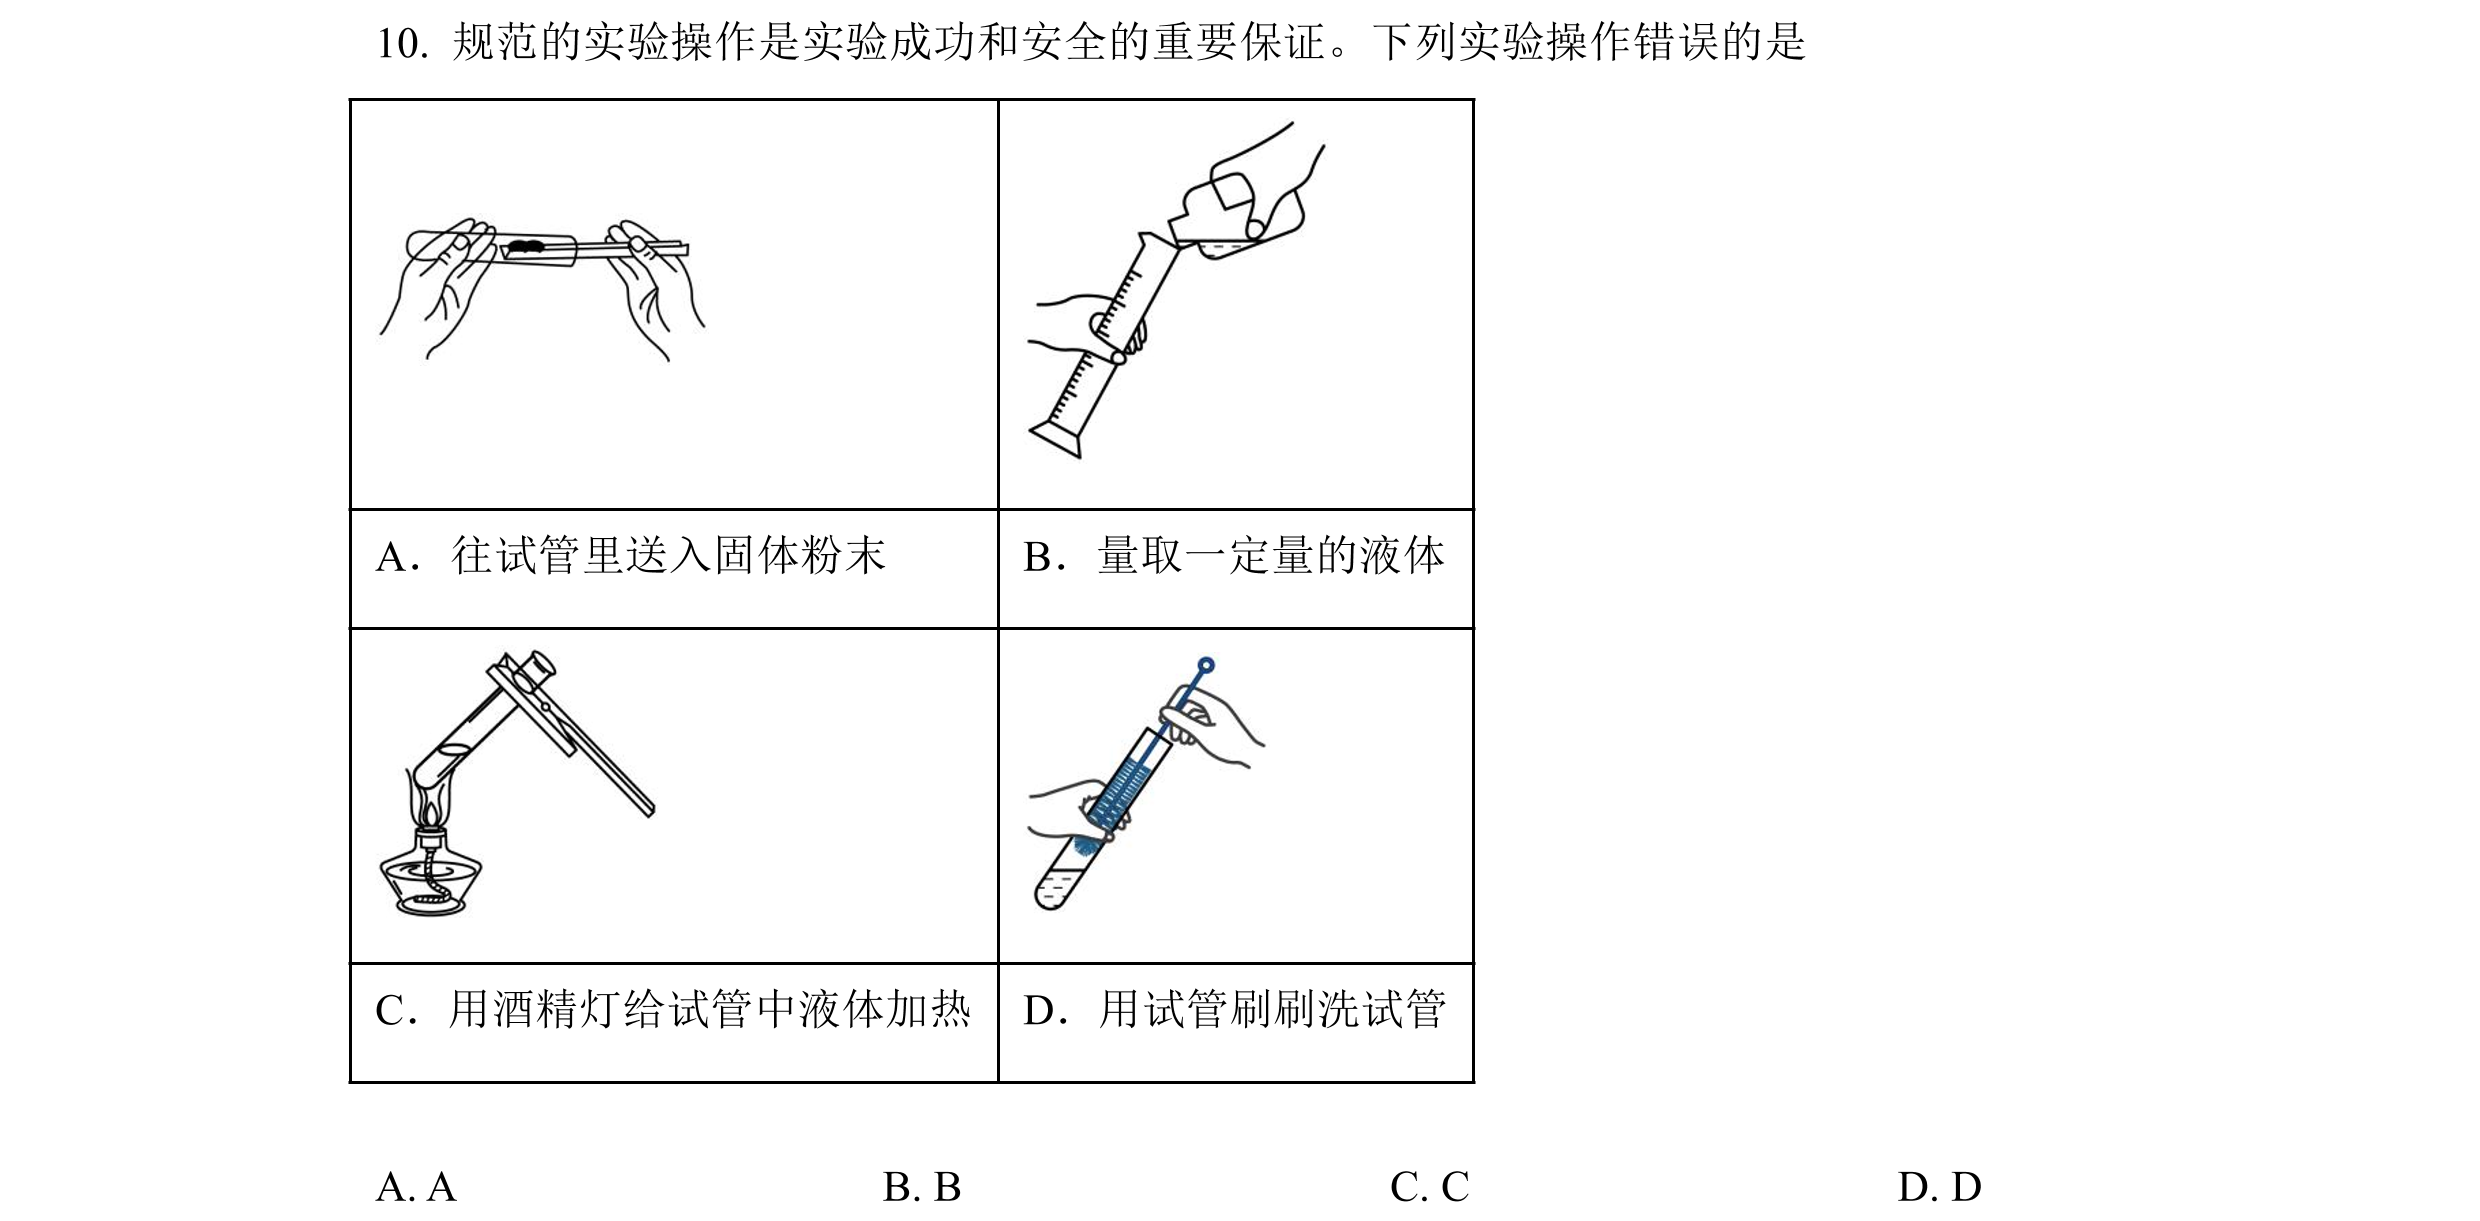 10. 规范的实验操作是实验成功和安全的重要保证。下列实验操作错误的是
A．往试管里送入固体粉末
B．量取一定量的液体
C．用酒精灯给试管中液体加热
D．用试管刷刷洗试管
A. A
B. B
C. C
D. D